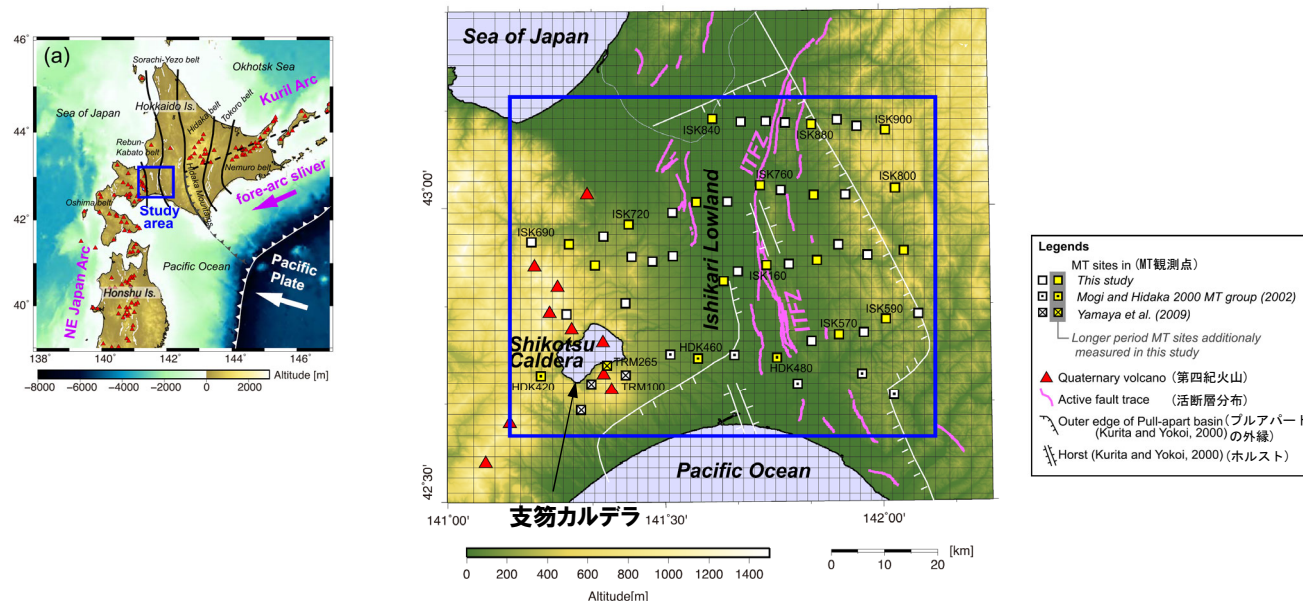 (a)
46°
44°
42°
40°
138
140
142
144
146
Sorachi-Yezo belt
Okhotsk Sea
Kuril Arc
Sea of Japan
Hokkaido Is.
Hidaka belt
Tokoro belt
Rebun-
Kabato belt
Nemuro belt
Hidaka Mountains
fore-arc sliver
Oshima belt
Study
area
Pacific Ocean
Pacific
Plate
NE Japan Arc
Honshu Is.
−8000
−6000
−4000
−2000
0
2000
Altitude [m]
Sea of Japan
ISK840
ISK880
ISK900
ITFZ
ISK760
ISK800
ISK720
ISK690
Ishikari Lowland
ISK160
ITFZ
ISK590
ISK570
Shikotsu
Caldera
HDK460
TRM265
HDK480
HDK420
TRM100
Pacific Ocean
43°00'
42°30'
141°00'
141°30'
142°00'
支笏カルデラ
0
200
400
600
800
1000
1200
1400
Altitude[m]
[km]
0
10
20
Legends
MT sites in (MT観測点)
This study
Mogi and Hidaka 2000 MT group (2002)
Yamaya et al. (2009)
Longer period MT sites additionaly
measured in this study
Quaternary volcano (第四紀火山)
Active fault trace (活断層分布)
Outer edge of Pull-apart basin (プルアパート
(Kurita and Yokoi, 2000) の外縁)
Horst (Kurita and Yokoi, 2000) (ホルスト)